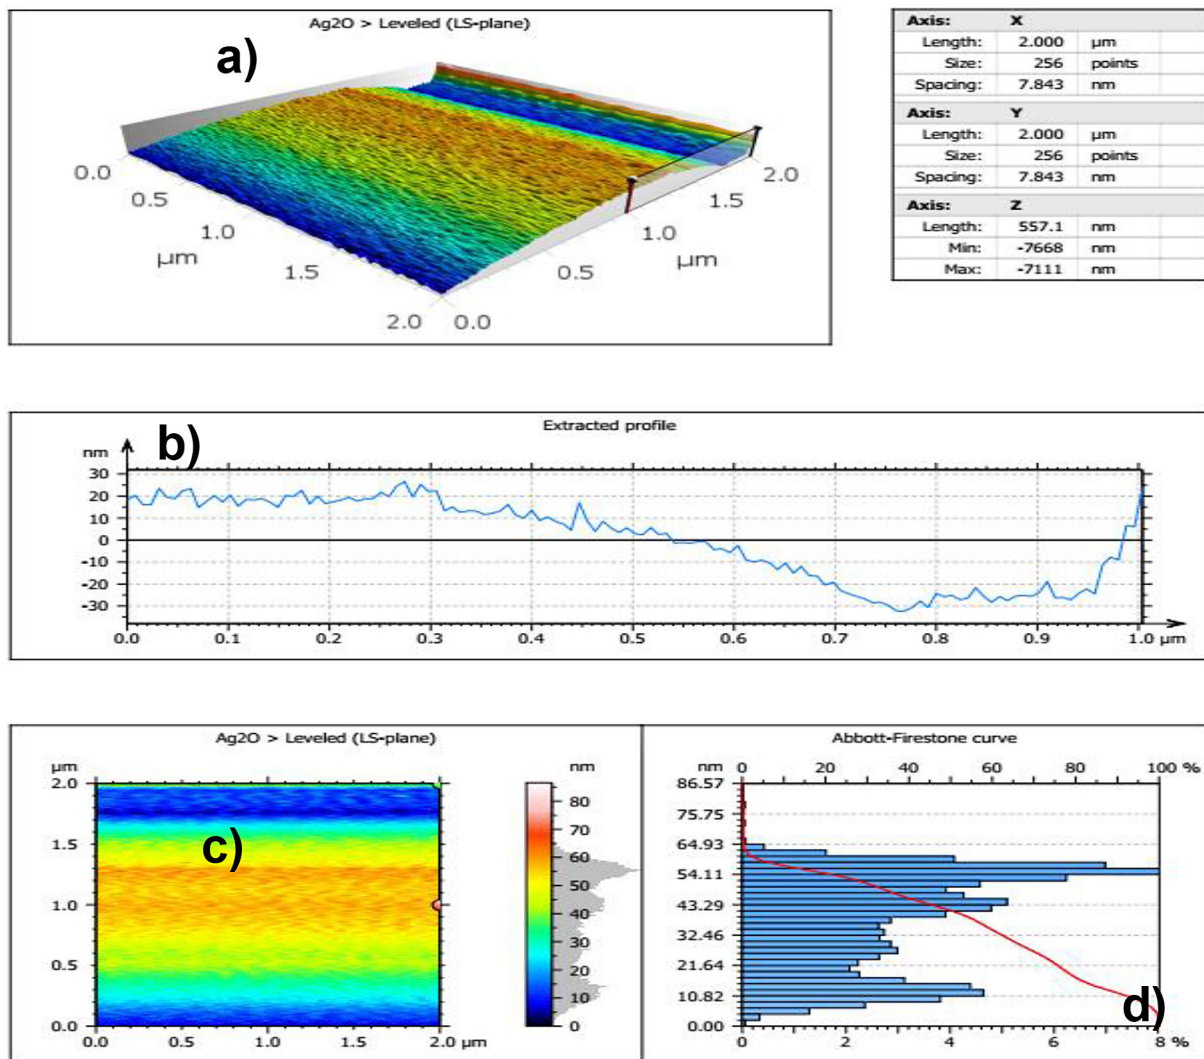 Ag2O > Leveled (LS-plane)
a)
0.0
0.5
1.0
1.5
2.0
µm
0.0
0.5
1.0
1.5
2.0
µm
Axis: X
Length: 2.000 µm
Size: 256 points
Spacing: 7.843 nm
Axis: Y
Length: 2.000 µm
Size: 256 points
Spacing: 7.843 nm
Axis: Z
Length: 557.1 nm
Min: -7668 nm
Max: -7111 nm
Extracted profile
b)
nm
30
20
10
0
-10
-20
-30
0.0 0.1 0.2 0.3 0.4 0.5 0.6 0.7 0.8 0.9 1.0 µm
Ag2O > Leveled (LS-plane)
c)
µm
2.0
1.5
1.0
0.5
0.0
0.0 0.5 1.0 1.5 2.0 µm
nm
80
70
60
50
40
30
20
10
0
Abbott-Firestone curve
nm 0 20 40 60 80 100 %
86.57
75.75
64.93
54.11
43.29
32.46
21.64
10.82
0.00
d)
0 2 4 6 8 %